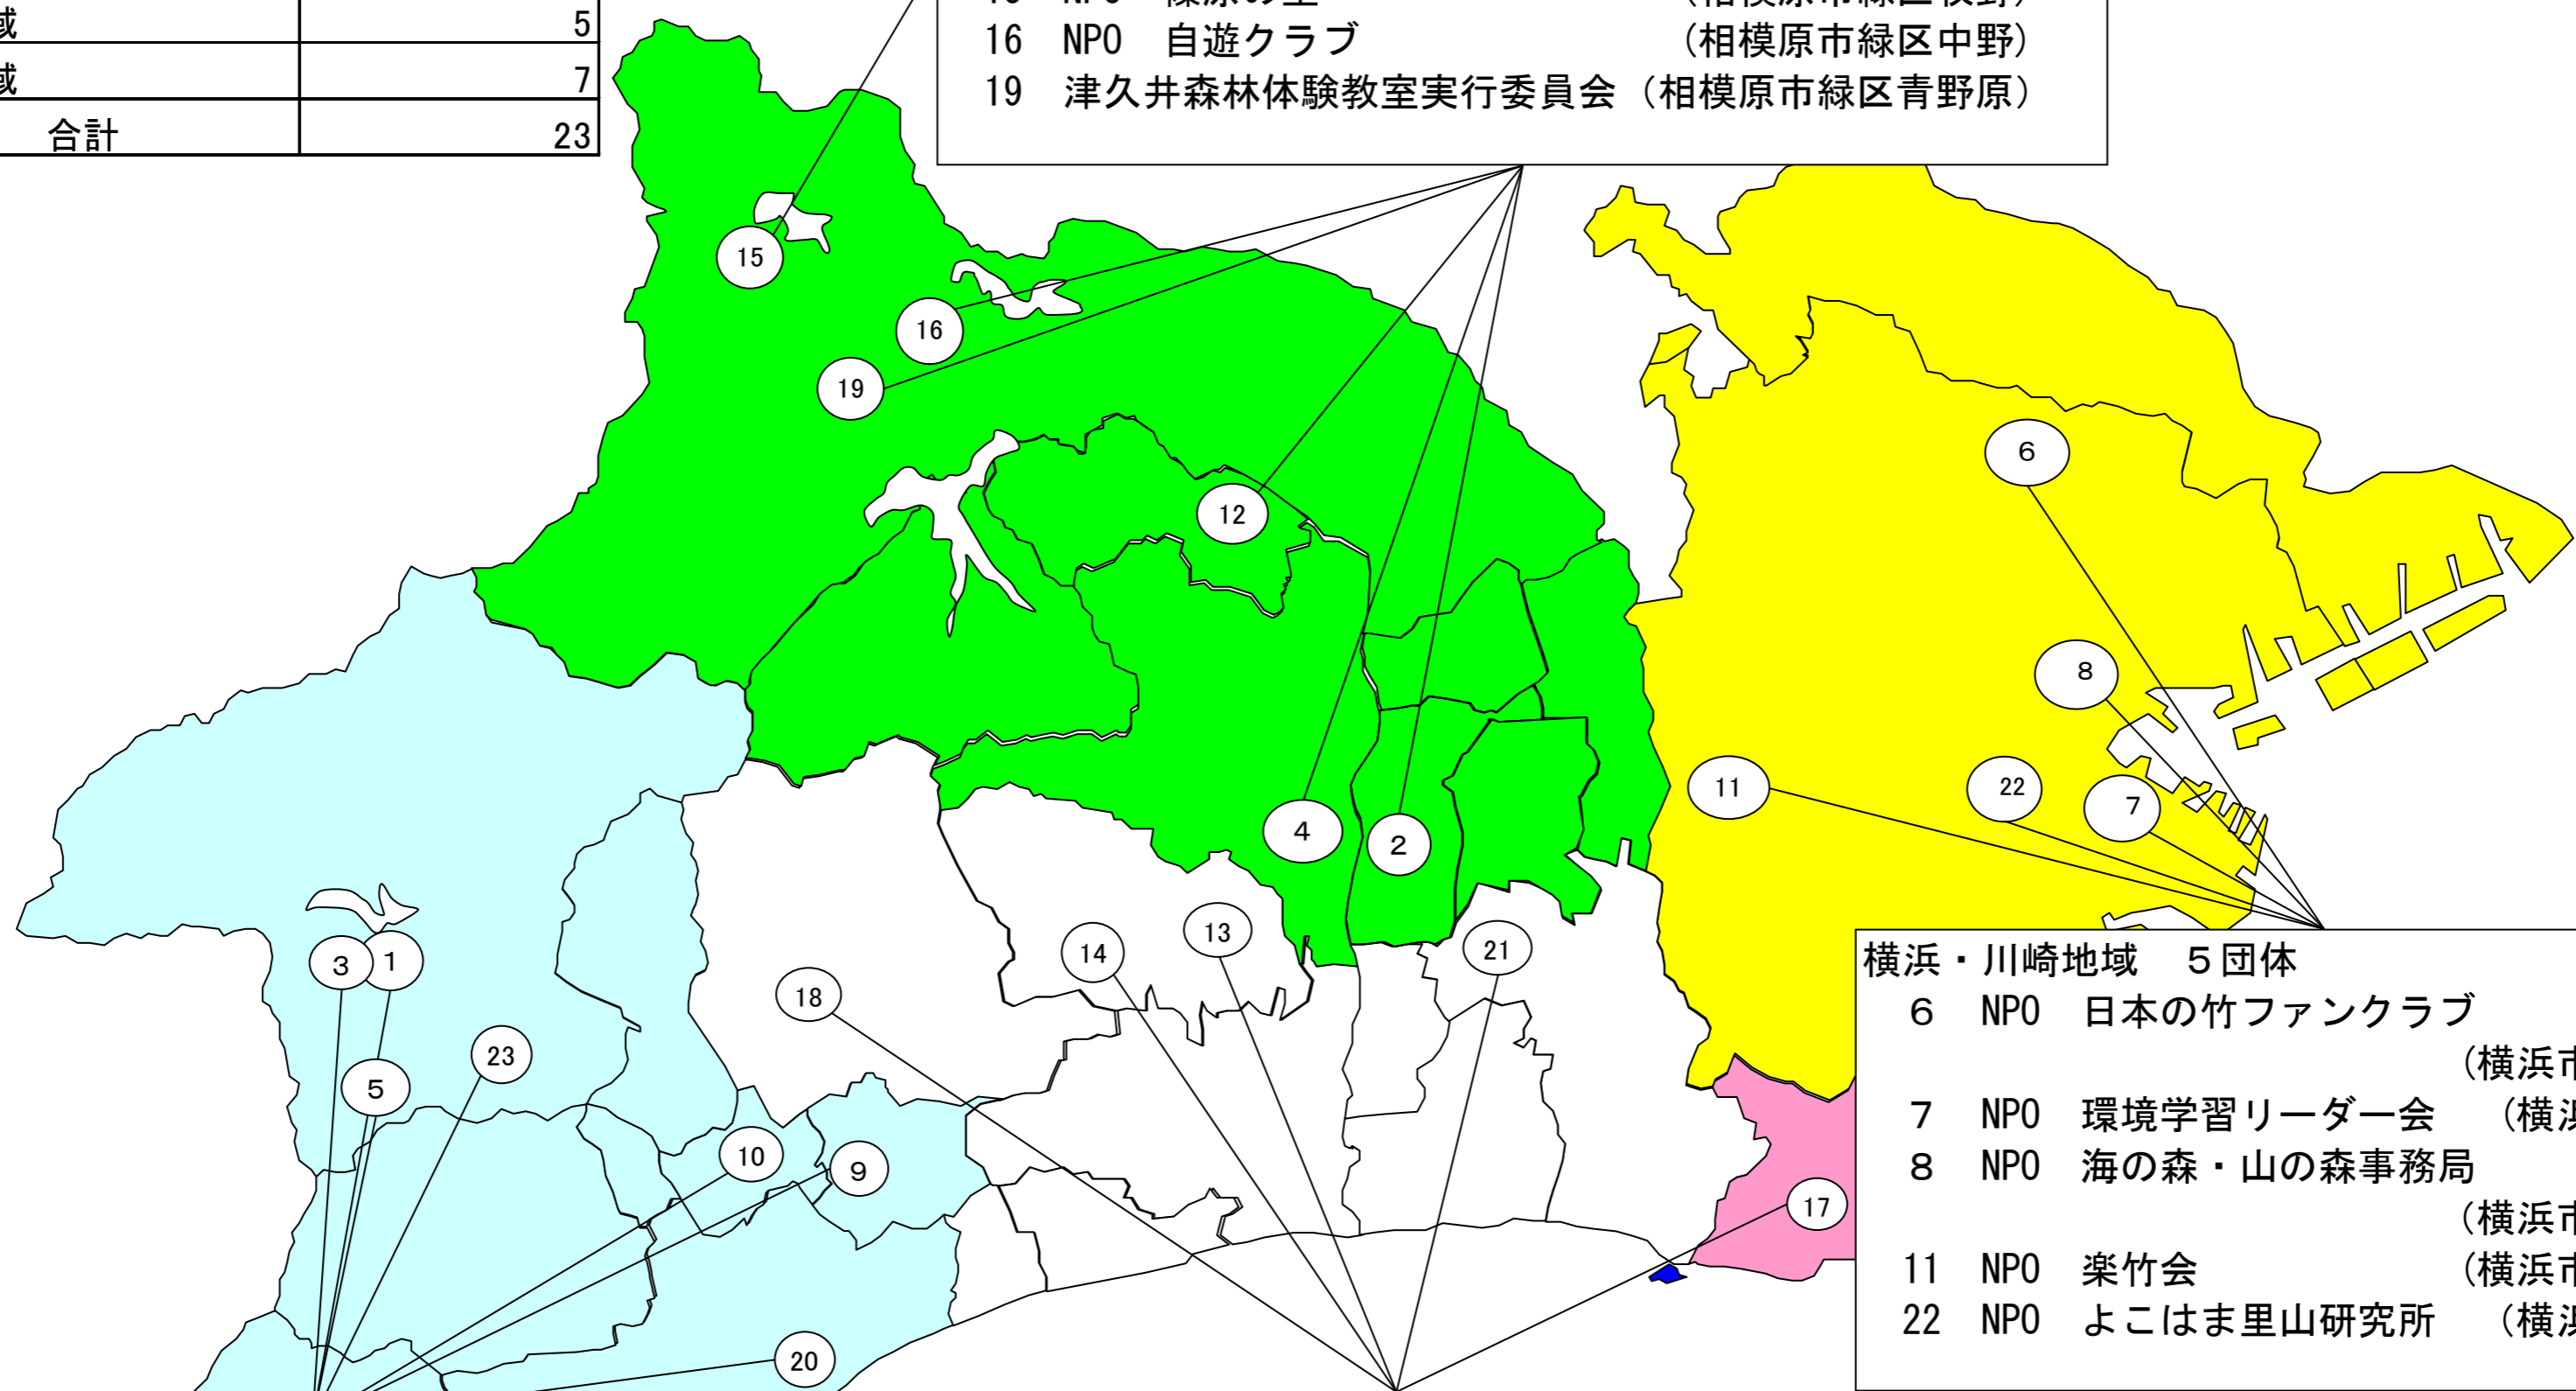 域 5
域 7
合計 23
16 NPO 自遊クラブ （相模原市緑区中野）
19 津久井森林体験教室実行委員会（相模原市緑区青野原）
15
16
19
6
12
8
11
22
7
4
2
13
21
14
3
1
18
23
5
10
9
17
20
横浜・川崎地域 ５団体
６ NPO 日本の竹ファンクラブ
（横浜市
７ NPO 環境学習リーダー会 （横浜
８ NPO 海の森・山の森事務局
（横浜市
11 NPO 楽竹会 （横浜市
22 NPO よこはま里山研究所 （横浜